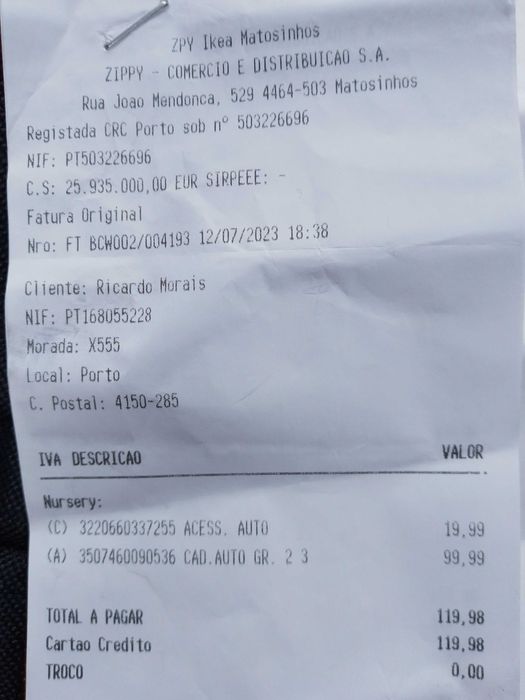 ZPY Ikea Matosinhos
ZIPPY - COMERCIO E DISTRIBUICAO S.A.
Rua Joao Mendonca, 529 4464-503 Matosinhos
Registada CRC Porto sob nº 503226696
NIF: PT503226696
C.S: 25.935.000,00 EUR SIRPEEE: -
Fatura Original
Nro: FT BCW002/004193 12/07/2023 18:38
Cliente: Ricardo Morais
NIF: PT168055228
Morada: X555
Local: Porto
C. Postal: 4150-285
IVA DESCRICAO VALOR
Nursery:
(C) 3220660337255 ACESS. AUTO 19,99
(A) 3507460090536 CAD.AUTO GR. 2 3 99,99
TOTAL A PAGAR 119,98
Cartao Credito 119,98
TROCO 0,00